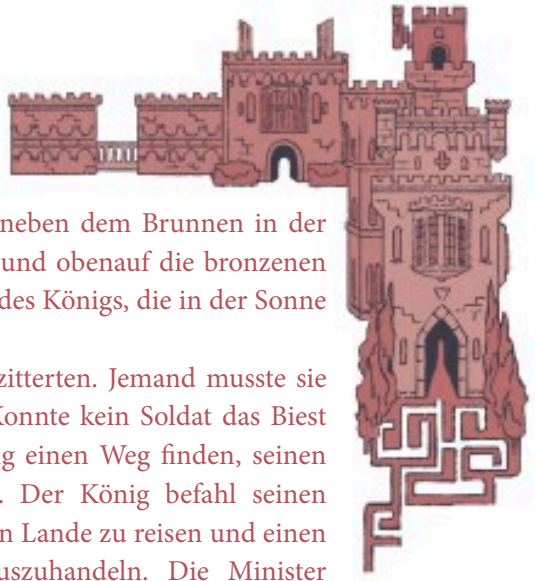 neben dem Brunnen in der
und obenauf die bronzenen
des Königs, die in der Sonne
zitterten. Jemand musste sie
Konnte kein Soldat das Biest
einen Weg finden, seinen
Der König befahl seinen
Lande zu reisen und einen
Die Minister